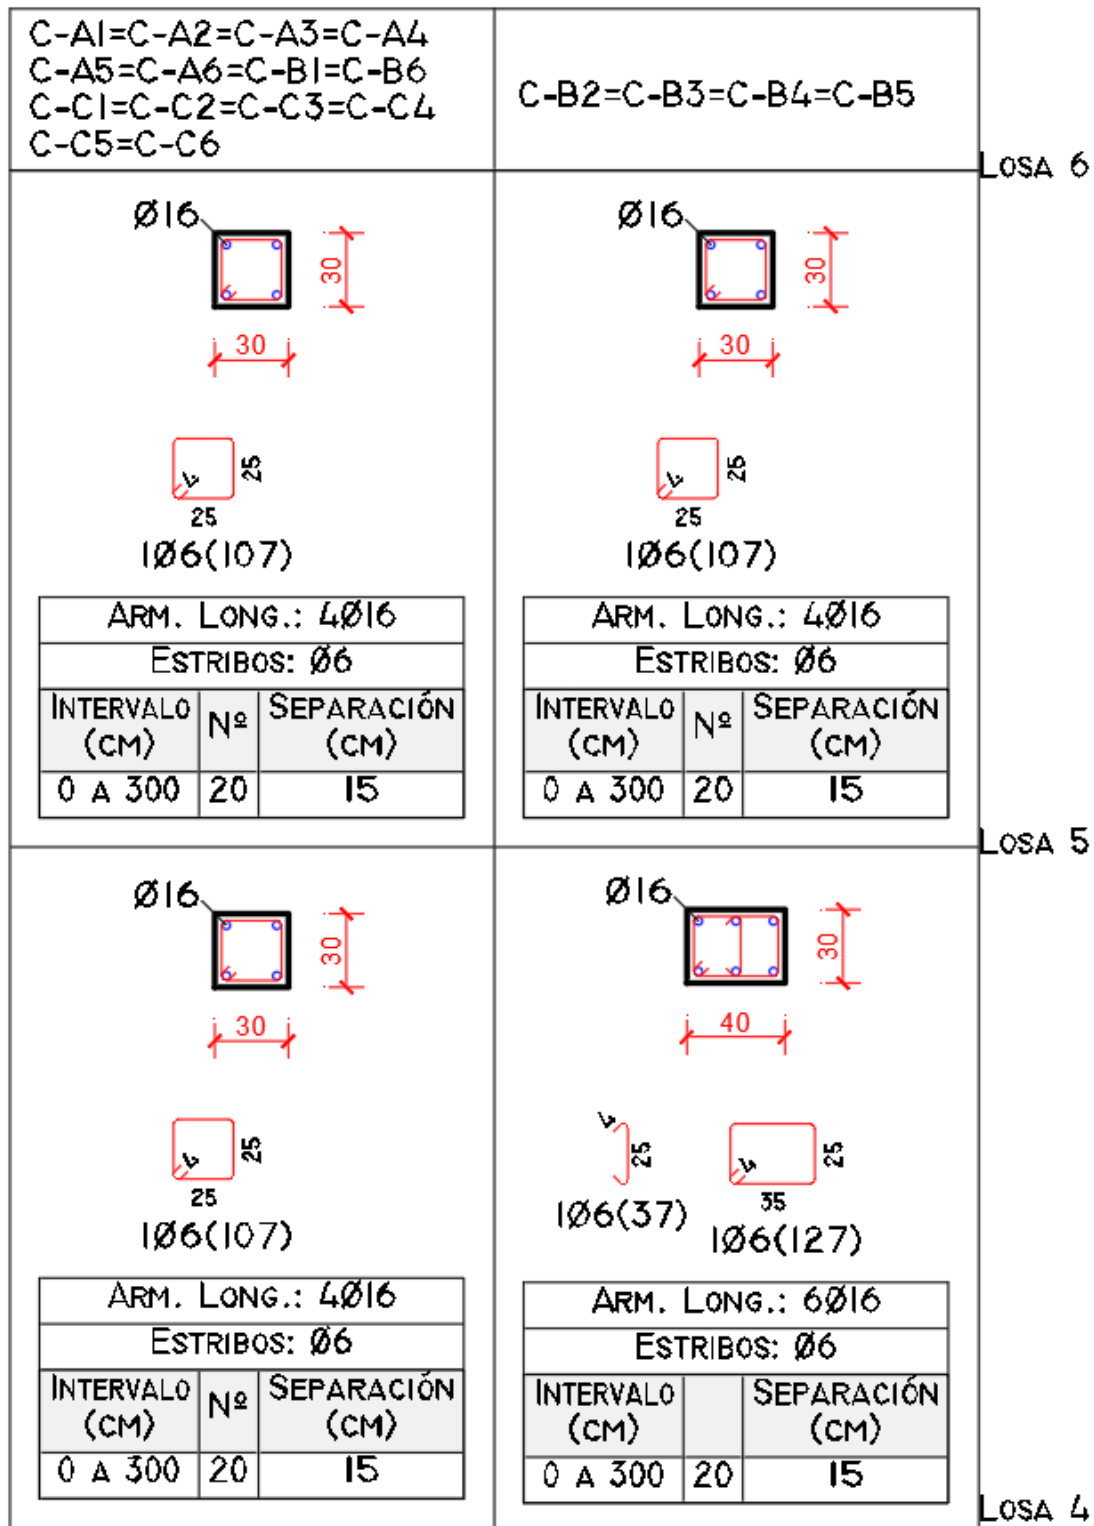 C-A1=C-A2=C-A3=C-A4
C-A5=C-A6=C-B1=C-B6
C-C1=C-C2=C-C3=C-C4
C-C5=C-C6
C-B2=C-B3=C-B4=C-B5
LOSA 6
Ø16
30
30
4
25
25
1Ø6(107)
ARM. LONG.: 4Ø16
ESTRIBOS: Ø6
INTERVALO (CM) Nº SEPARACIÓN (CM)
0 A 300 20 15
Ø16
30
30
4
25
25
1Ø6(107)
ARM. LONG.: 4Ø16
ESTRIBOS: Ø6
INTERVALO (CM) Nº SEPARACIÓN (CM)
0 A 300 20 15
LOSA 5
Ø16
30
30
4
25
25
1Ø6(107)
ARM. LONG.: 4Ø16
ESTRIBOS: Ø6
INTERVALO (CM) Nº SEPARACIÓN (CM)
0 A 300 20 15
Ø16
30
40
4
25
1Ø6(37)
4
25
35
1Ø6(127)
ARM. LONG.: 6Ø16
ESTRIBOS: Ø6
INTERVALO (CM) SEPARACIÓN (CM)
0 A 300 20 15
LOSA 4